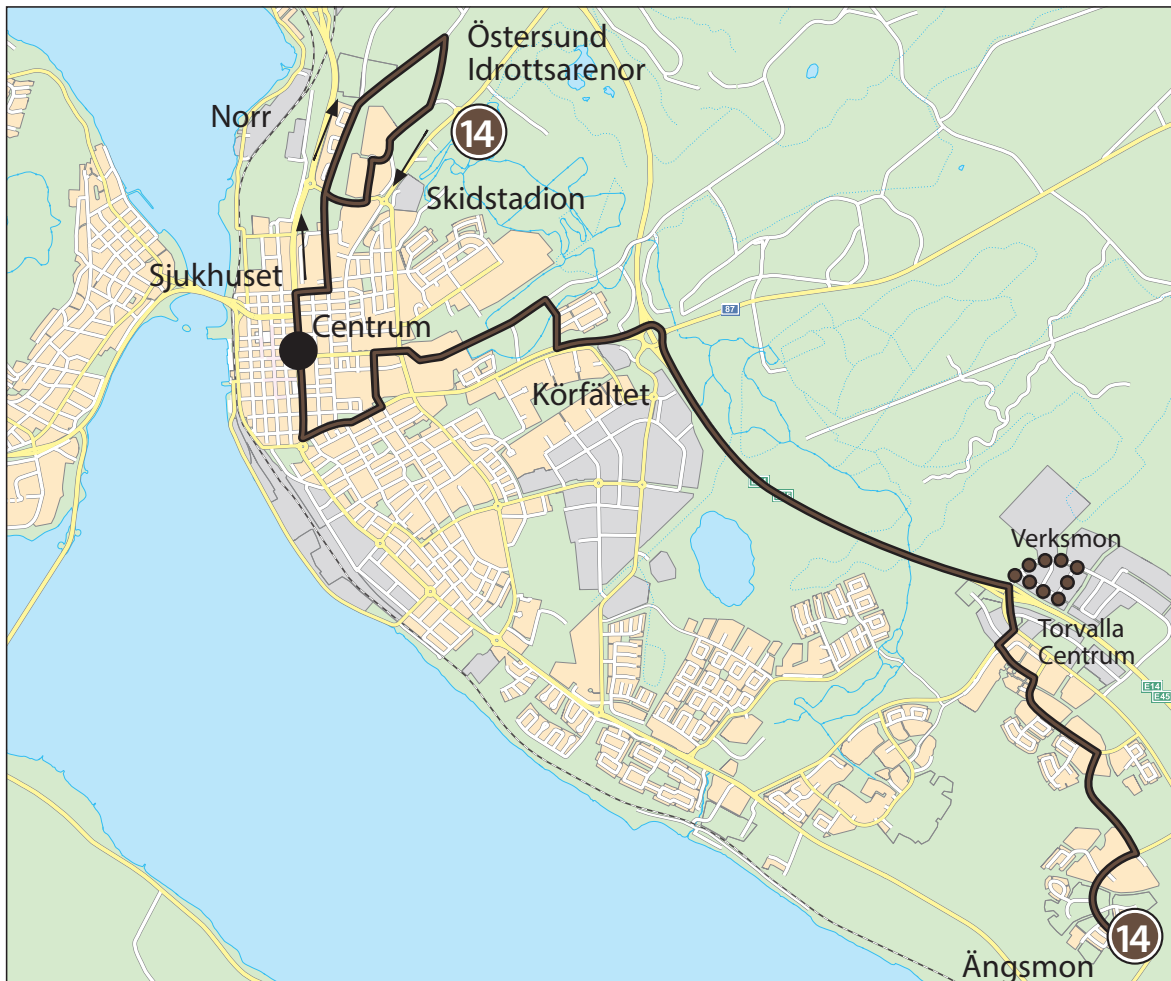 Östersund
Idrottsarenor
Norr
14
Skidstadion
Sjukhuset
Centrum
87
Körfältet
Verksmon
Torvalla
Centrum
E14
E45
14
Ängsmon